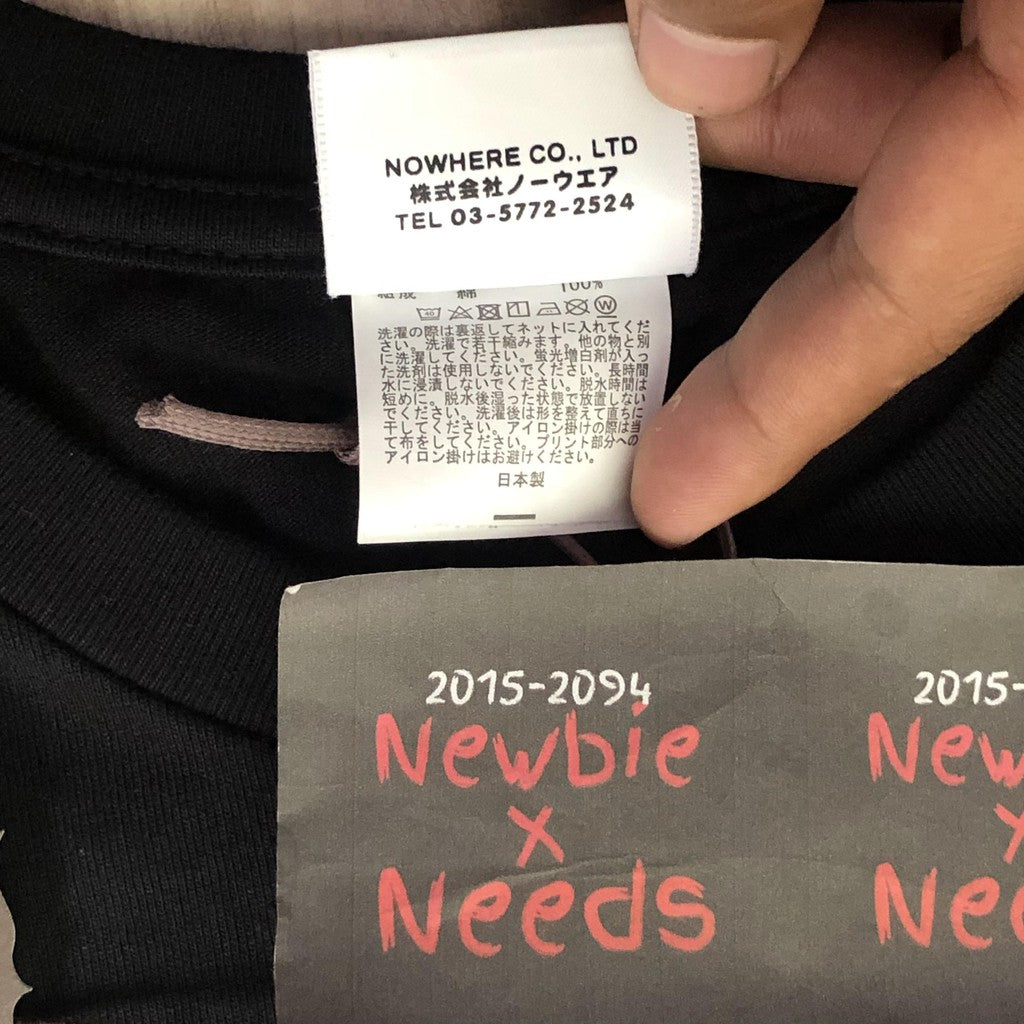 NOWHERE CO., LTD
株式会社ノーウエア
TEL 03-5772-2524
組成 綿 100%
40 1 W
洗濯の際は裏返してネットに入れてくだ
さい。洗濯で若干縮みます。他の物と別
に洗濯してください。蛍光増白剤が入っ
た洗剤は使用しないでください。長時間
水に浸漬しないでください。脱水時間は
短めに。脱水後湿った状態で放置しない
でください。洗濯後は形を整えて直ちに
干してください。アイロン掛けの際は当
て布をしてください。プリント部分への
アイロン掛けはお避けください。
日本製
2015-2094
Newbie
x
Needs
2015-
New
Nee